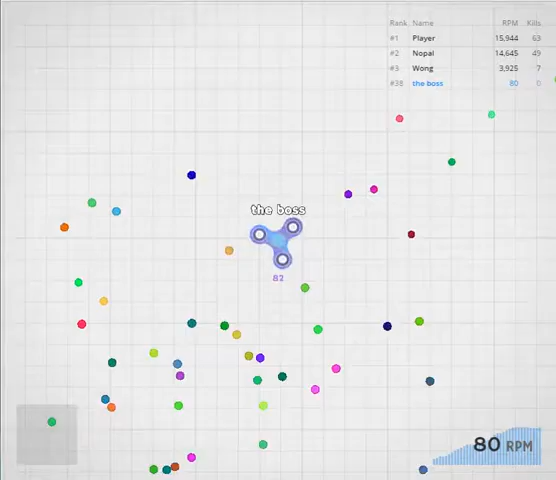 Rank Name RPM Kills
#1 Player 15,944 63
#2 Nopal 14,645 49
#3 Wong 3,925 7
#38 the boss 80 0
the boss
82
80 RPM